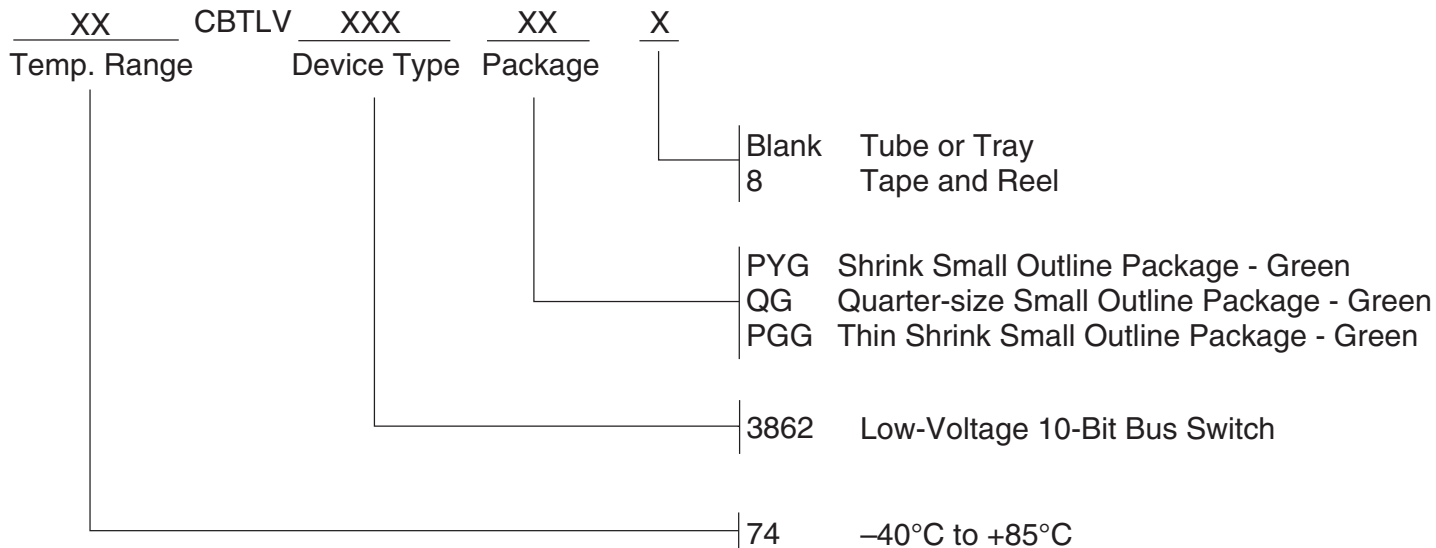 XX CBTLV XXX XX X
Temp. Range Device Type Package
Blank Tube or Tray
8 Tape and Reel
PYG Shrink Small Outline Package - Green
QG Quarter-size Small Outline Package - Green
PGG Thin Shrink Small Outline Package - Green
3862 Low-Voltage 10-Bit Bus Switch
74 –40°C to +85°C